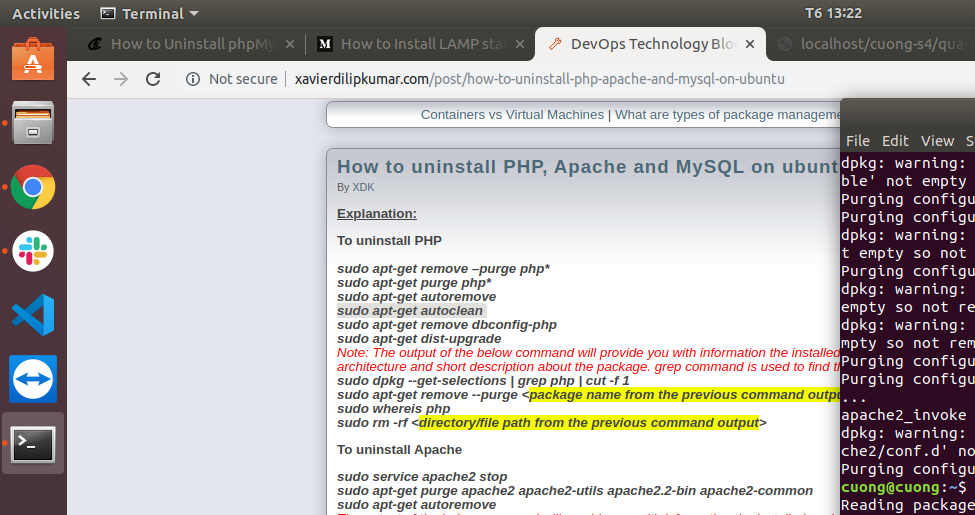 Activities Terminal T6 13:22
How to Uninstall phpMy How to Install LAMP sta DevOps Technology Blo localhost/cuong-s4/qua
Not secure | xavierdilipkumar.com/post/how-to-uninstall-php-apache-and-mysql-on-ubuntu
Containers vs Virtual Machines | What are types of package manageme
How to uninstall PHP, Apache and MySQL on ubunt
By XDK
Explanation:
To uninstall PHP
sudo apt-get remove –purge php*
sudo apt-get purge php*
sudo apt-get autoremove
sudo apt-get autoclean
sudo apt-get remove dbconfig-php
sudo apt-get dist-upgrade
Note: The output of the below command will provide you with information the installed
architecture and short description about the package. grep command is used to find th
sudo dpkg --get-selections | grep php | cut -f 1
sudo apt-get remove --purge <package name from the previous command outpu
sudo whereis php
sudo rm -rf <directory/file path from the previous command output>
To uninstall Apache
sudo service apache2 stop
sudo apt-get purge apache2 apache2-utils apache2.2-bin apache2-common
sudo apt-get autoremove
File Edit View S
dpkg: warning:
ble' not empty
Purging configu
Purging configu
dpkg: warning:
t empty so not
Purging configu
dpkg: warning:
empty so not re
dpkg: warning:
mpty so not rem
Purging configu
Purging configu
...
apache2_invoke
dpkg: warning:
che2/conf.d' no
Purging configu
cuong@cuong:~$
Reading package